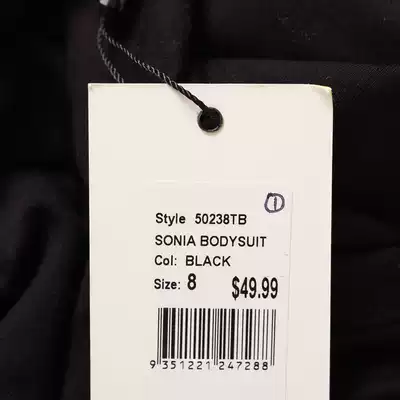 1
Style 50238TB
SONIA BODYSUIT
Col: BLACK
Size: 8 $49.99
9 351221 247288